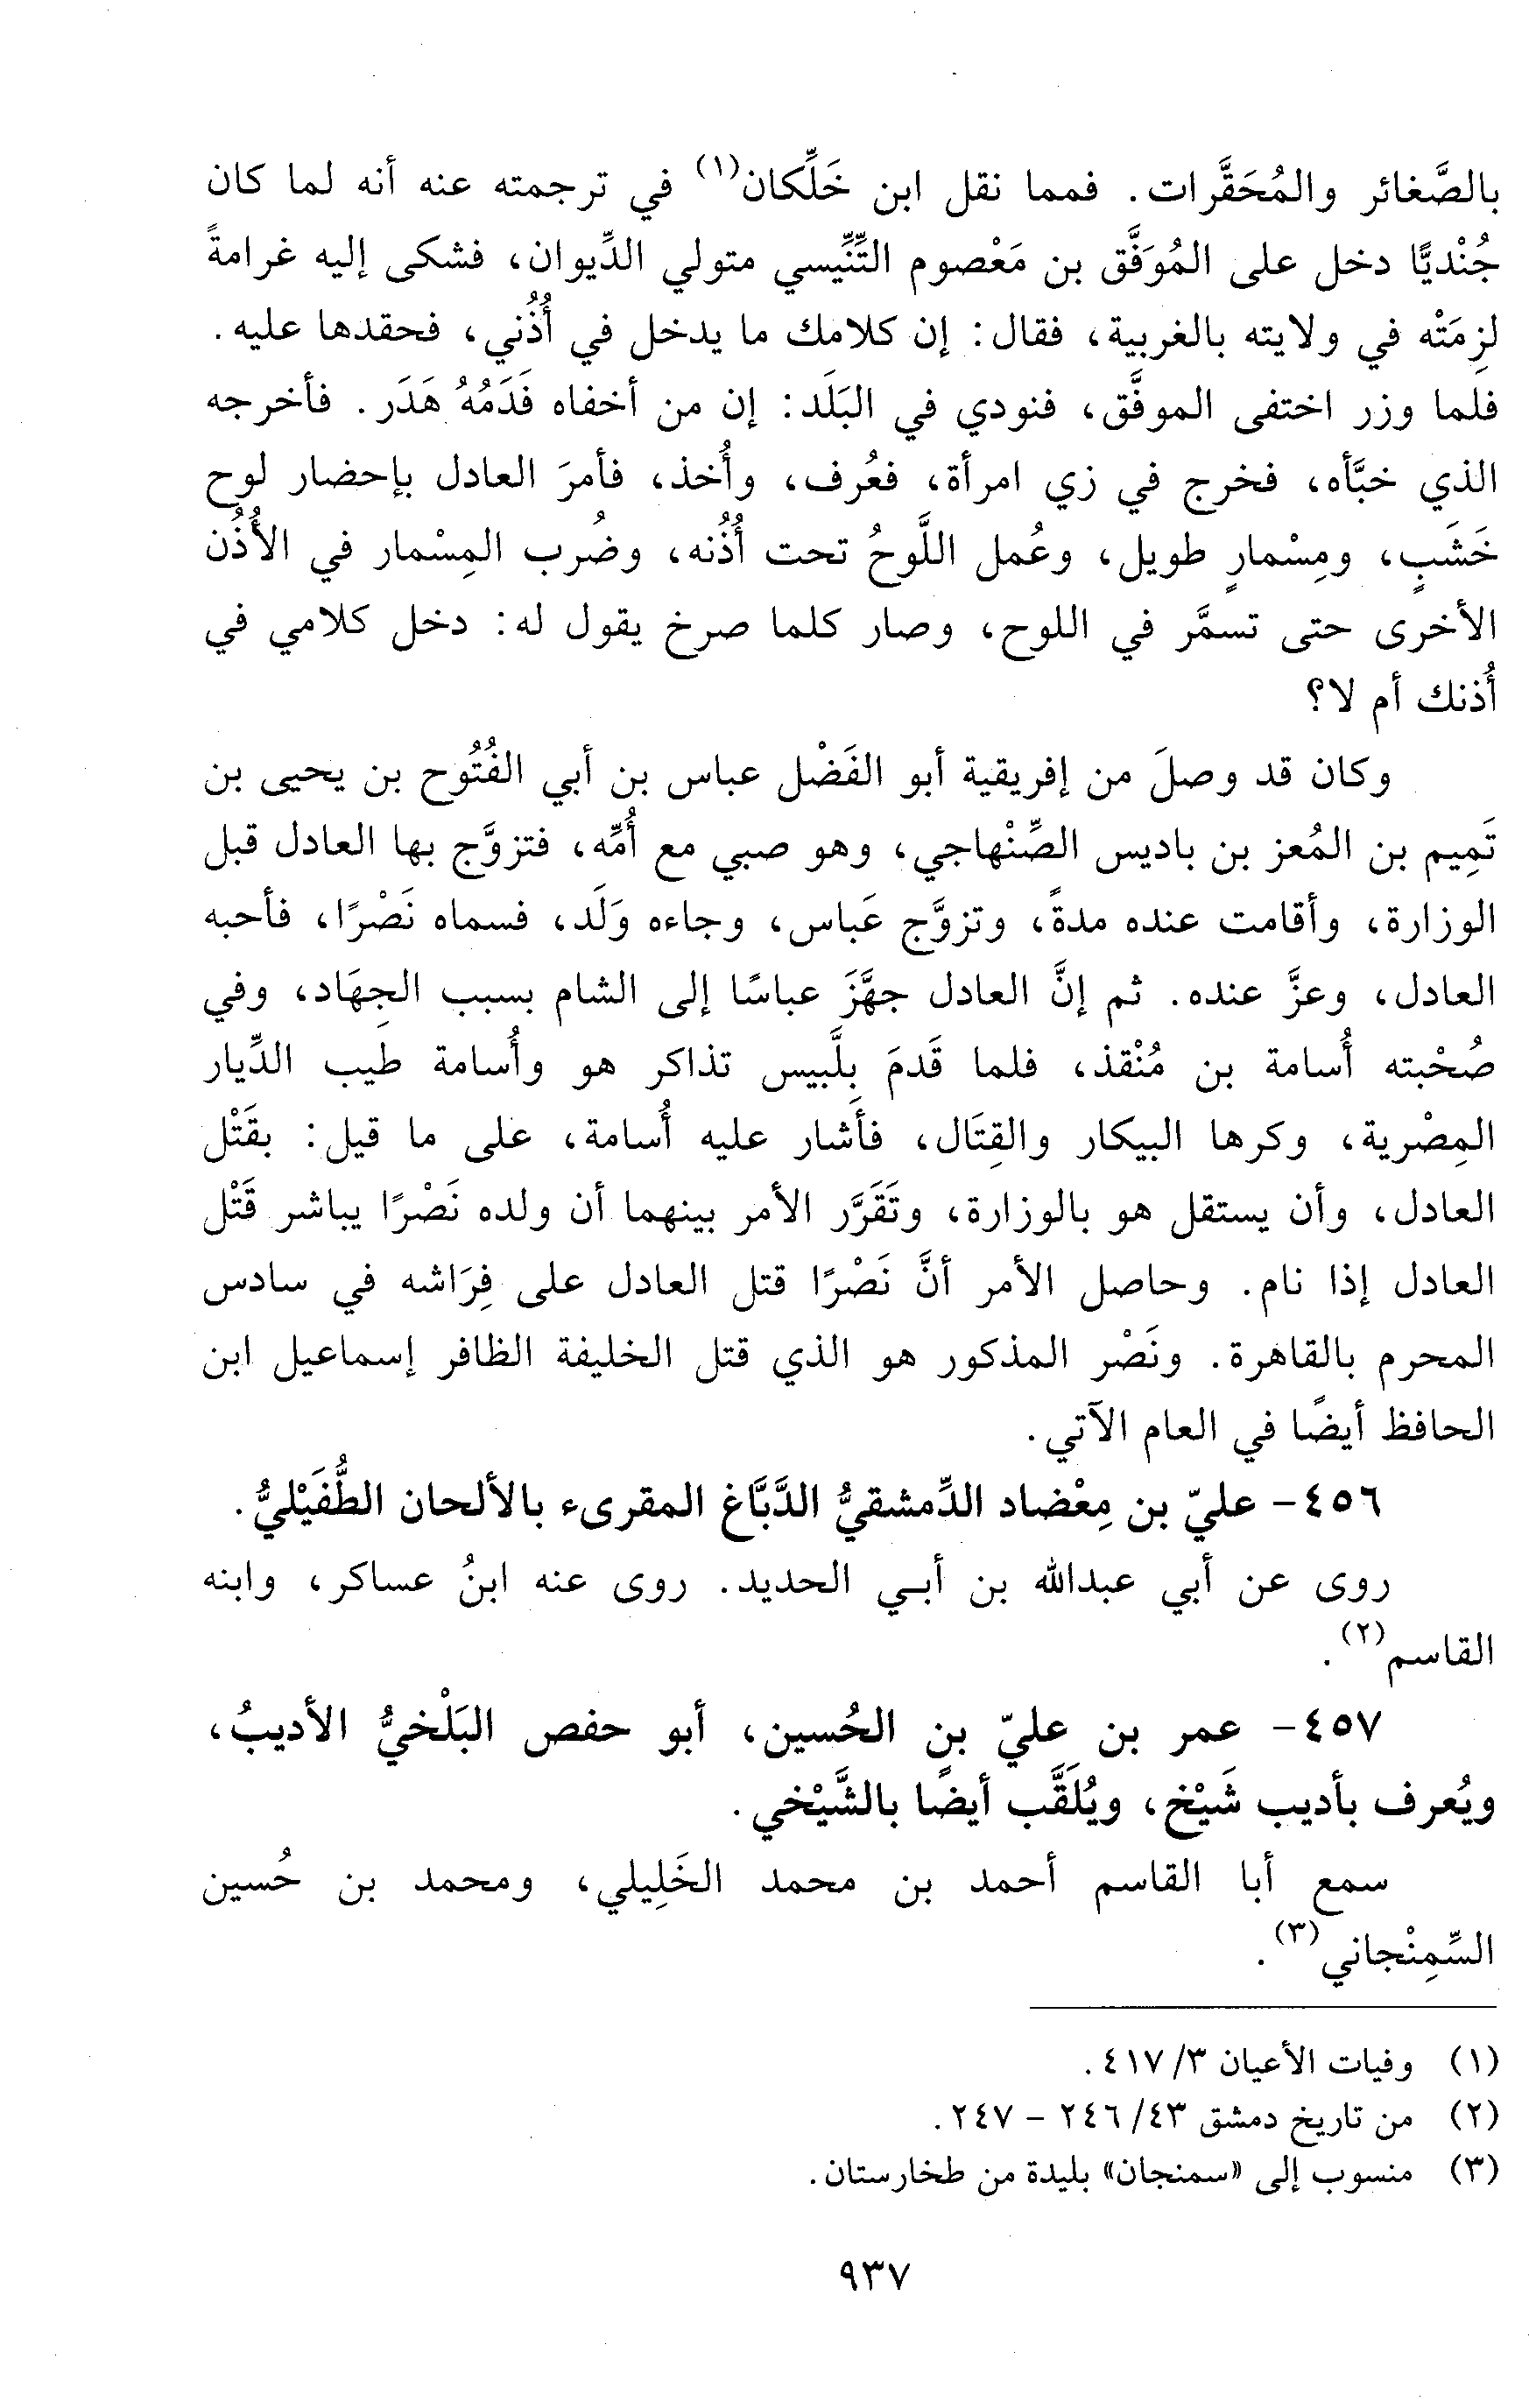 بالصَّغائر والمُحَقَّرات. فمما نقل ابن خَلِّكان(١) في ترجمته عنه أنه لما كان
جُنْديًّا دخل على المُوَفَّق بن مَعْصوم التِّنِّيسي متولي الدِّيوان، فشكى إليه غرامةً
لزِمَتْه في ولايته بالغربية، فقال: إن كلامك ما يدخل في أُذُني، فحقدها عليه.
فلما وزر اختفى الموفَّق، فنودي في البَلَد: إن من أخفاه فَدَمُهُ هَدَر. فأخرجه
الذي خبَّأه، فخرج في زي امرأة، فعُرف، وأُخذ، فأمرَ العادل بإحضار لوح
خَشَبٍ، ومِسْمارٍ طويل، وعُمل اللَّوحُ تحت أُذُنه، وضُرب المِسْمار في الأُذُن
الأخرى حتى تسمَّر في اللوح، وصار كلما صرخ يقول له: دخل كلامي في
أُذنك أم لا؟
وكان قد وصلَ من إفريقية أبو الفَضْل عباس بن أبي الفُتُوح بن يحيى بن
تَمِيم بن المُعز بن باديس الصِّنْهاجي، وهو صبي مع أُمِّه، فتزوَّج بها العادل قبل
الوزارة، وأقامت عنده مدةً، وتزوَّج عَباس، وجاءه وَلَد، فسماه نَصْرًا، فأحبه
العادل، وعزَّ عنده. ثم إنَّ العادل جهَّزَ عباسًا إلى الشام بسبب الجِهَاد، وفي
صُحْبته أُسامة بن مُنْقذ، فلما قَدمَ بِلَّبيس تذاكر هو وأُسامة طيب الدِّيار
المِصْرية، وكرها البيكار والقِتَال، فأشار عليه أُسامة، على ما قيل: بقَتْل
العادل، وأن يستقل هو بالوزارة، وتَقَرَّر الأمر بينهما أن ولده نَصْرًا يباشر قَتْل
العادل إذا نام. وحاصل الأمر أنَّ نَصْرًا قتل العادل على فِرَاشه في سادس
المحرم بالقاهرة. ونَصْر المذكور هو الذي قتل الخليفة الظافر إسماعيل ابن
الحافظ أيضًا في العام الآتي.
٤٥٦- عليّ بن مِعْضاد الدِّمشقيُّ الدَّبَّاغ المقرىء بالألحان الطُّفَيْليُّ.
روى عن أبي عبدالله بن أبي الحديد. روى عنه ابنُ عساكر، وابنه
القاسم(٢).
٤٥٧- عمر بن عليّ بن الحُسين، أبو حفص البَلْخيُّ الأديبُ،
ويُعرف بأديب شَيْخ، ويُلَقَّب أيضًا بالشَّيْخي.
سمع أبا القاسم أحمد بن محمد الخَلِيلي، ومحمد بن حُسين
السِّمِنْجاني(٣).
(١) وفيات الأعيان ٣/ ٤١٧.
(٢) من تاريخ دمشق ٤٣/ ٢٤٦ - ٢٤٧.
(٣) منسوب إلى «سمنجان» بليدة من طخارستان.
٩٣٧